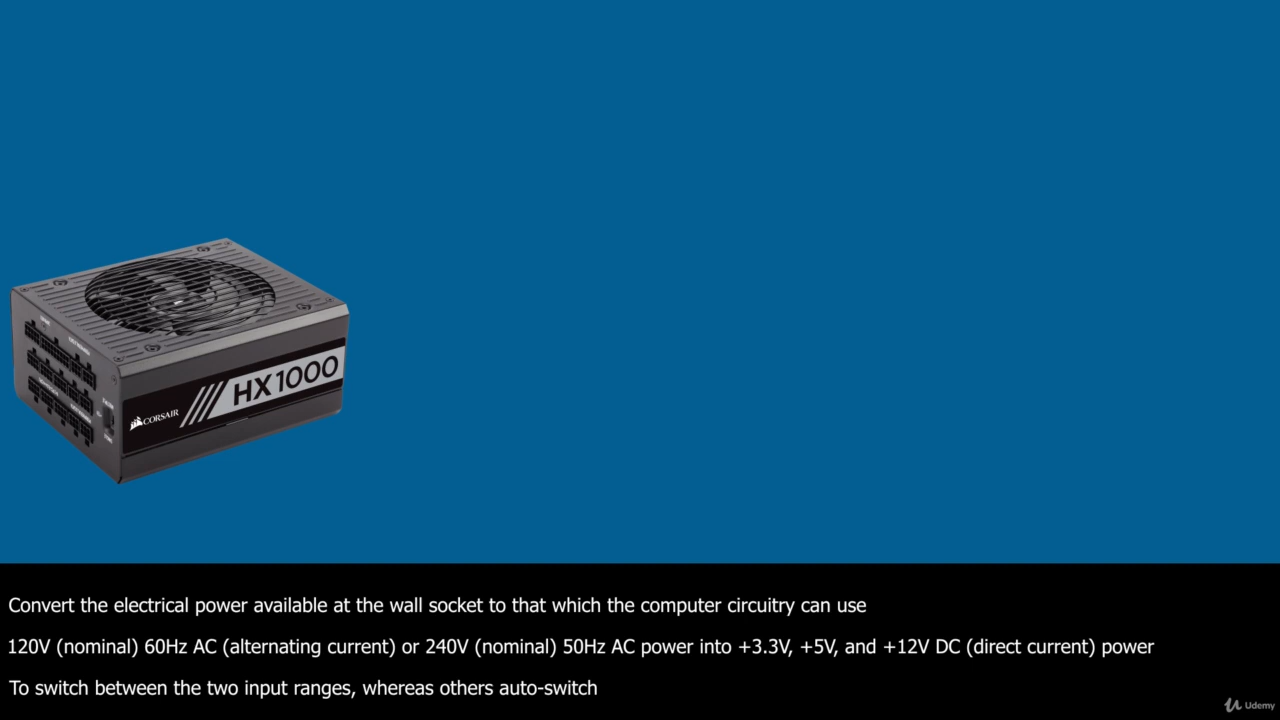 HX1000
CORSAIR
Convert the electrical power available at the wall socket to that which the computer circuitry can use
120V (nominal) 60Hz AC (alternating current) or 240V (nominal) 50Hz AC power into +3.3V, +5V, and +12V DC (direct current) power
To switch between the two input ranges, whereas others auto-switch
Udemy